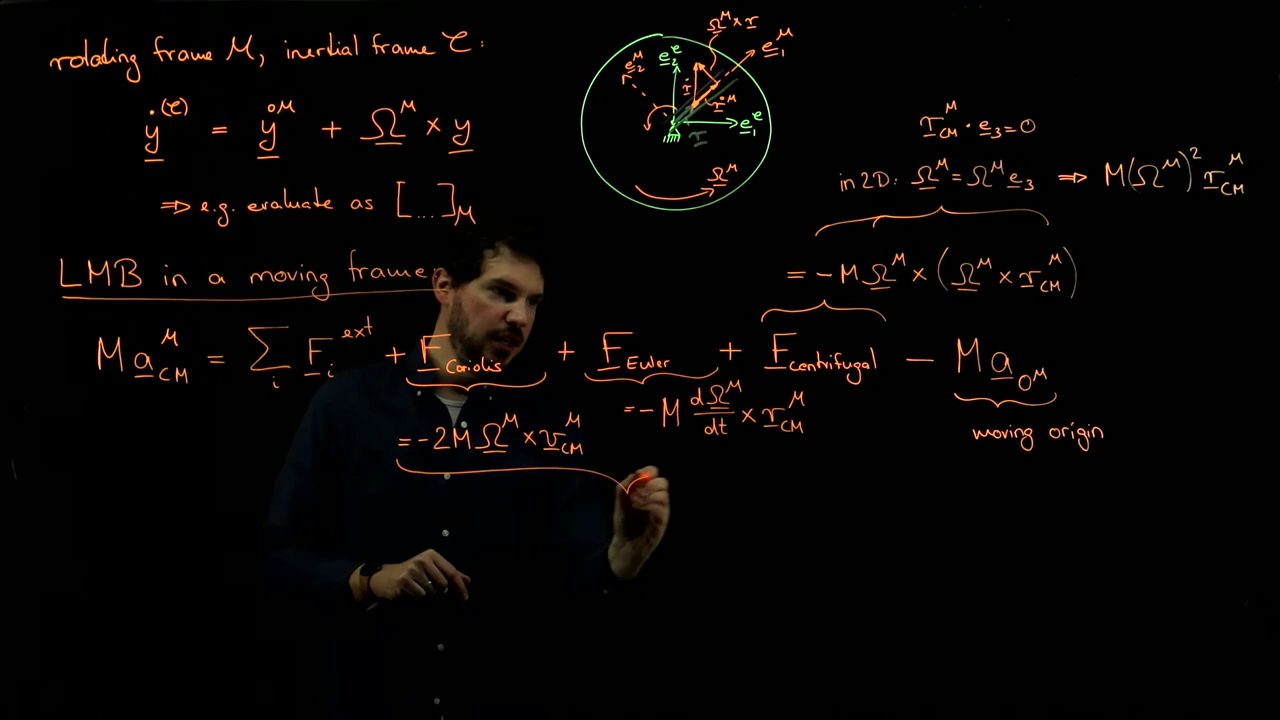 rotating frame M, inertial frame C:
ẏ^(C) = ẙ^M + Ω^M × y
⇒ e.g. evaluate as [...]_M
e_2^M e_2^C Ω^M × r e_1^M
ṙ r̊^M
e_1^C
r
Ω^M
r_CM^M · e_3 = 0
in 2D: Ω^M = Ω^M e_3 ⇒ M(Ω^M)^2 r_CM^M
= -M Ω^M × (Ω^M × r_CM^M)
LMB in a moving frame
M a_CM^M = Σ_i F_i^ext + F_Coriolis + F_Euler + F_centrifugal - M a_O^M
= -2M Ω^M × v_CM^M
= -M dΩ^M/dt × r_CM^M
moving origin